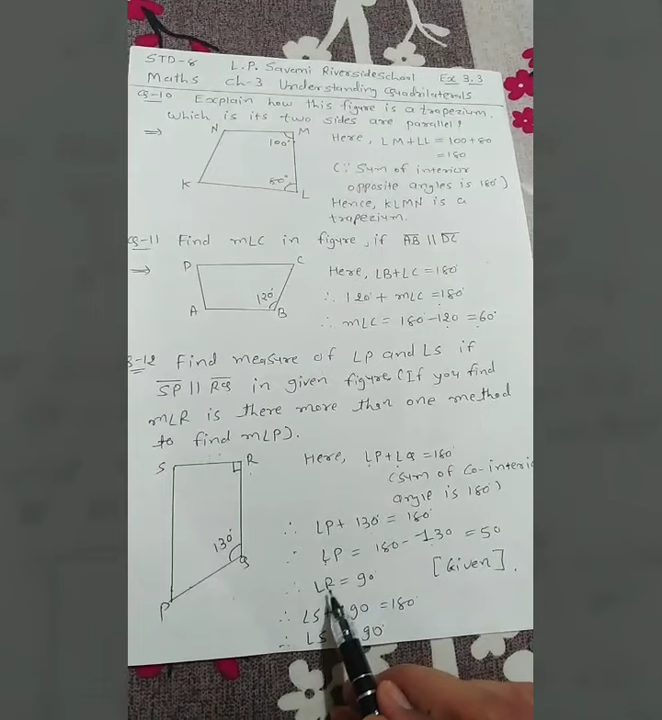 STD-8 L.P. Savani Riverside School Ex 3.3
Maths Ch-3 Understanding Quadrilaterals
Q-10 Explain how this figure is a trapezium.
Which is its two sides are parallel?
⇒ N M Here, ∠M+∠L = 100+80
100° =180
(∵ Sum of interior
K 80° L opposite angles is 180°)
Hence, KLMN is a
trapezium.
Q-11 Find m∠C in figure, if AB || DC
⇒ D C Here, ∠B+∠C = 180°
A 120° B ∴ 120° + m∠C = 180°
∴ m∠C = 180-120 = 60°
Q-12 Find measure of ∠P and ∠S if
SP || RQ in given figure (If you find
m∠R is there more then one method
to find m∠P).
S R Here, ∠P+∠Q = 180°
(Sum of Co-interio
angle is 180°)
130° Q ∴ ∠P + 130° = 180°
∴ ∠P = 180 - 130 = 50
P ∴ ∠R = 90° [Given].
∴ ∠S + 90 = 180°
∴ ∠S 90°